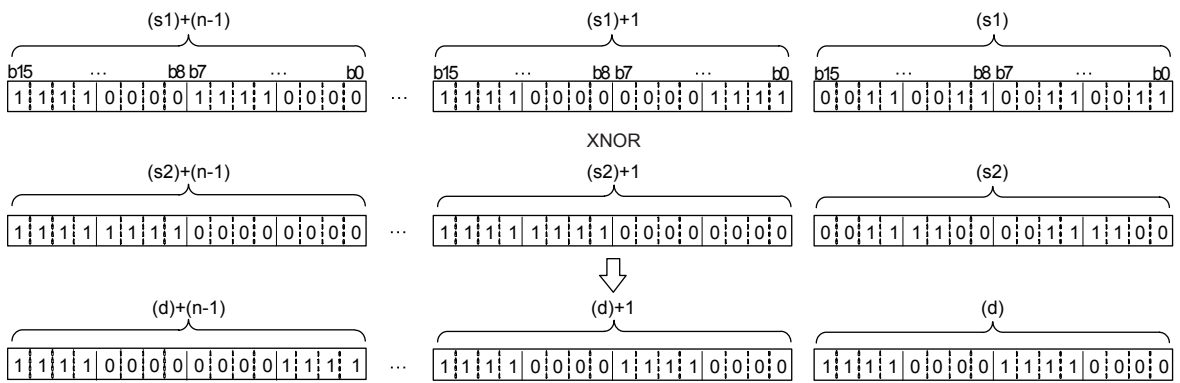 (s1)+(n-1) (s1)+1 (s1)
b15 ... b8 b7 ... b0 b15 ... b8 b7 ... b0 b15 ... b8 b7 ... b0
1 1 1 1 0 0 0 0 1 1 1 1 0 0 0 0 ... 1 1 1 1 0 0 0 0 0 0 0 0 1 1 1 1 0 0 1 1 0 0 1 1 0 0 1 1 0 0 1 1
XNOR
(s2)+(n-1) (s2)+1 (s2)
1 1 1 1 1 1 1 1 0 0 0 0 0 0 0 0 ... 1 1 1 1 1 1 1 1 0 0 0 0 0 0 0 0 0 0 1 1 1 1 0 0 0 0 1 1 1 1 0 0
(d)+(n-1) (d)+1 (d)
1 1 1 1 0 0 0 0 0 0 0 0 1 1 1 1 ... 1 1 1 1 0 0 0 0 1 1 1 1 0 0 0 0 1 1 1 1 0 0 0 0 1 1 1 1 0 0 0 0